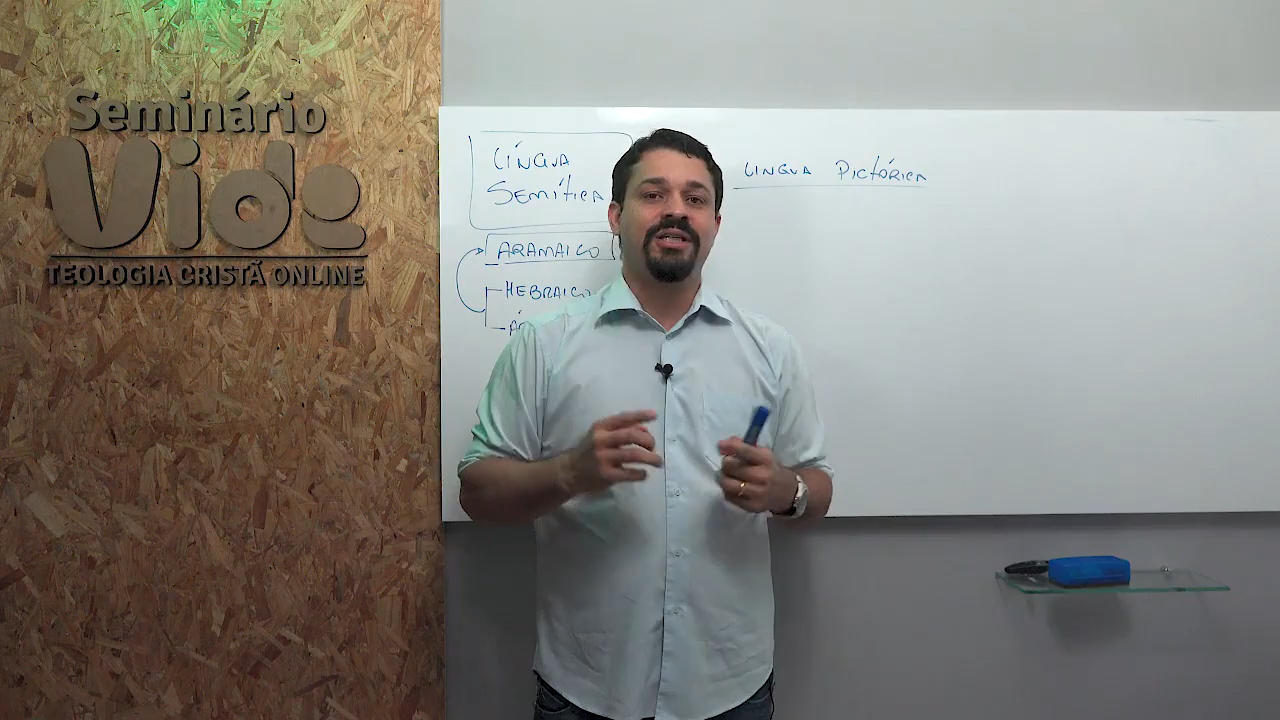 Seminário
Vide
TEOLOGIA CRISTÃ ONLINE
LÍNGUA
SEMÍTICA
ARAMAICO
HEBRAICO
LINGUA PICTÓRICA